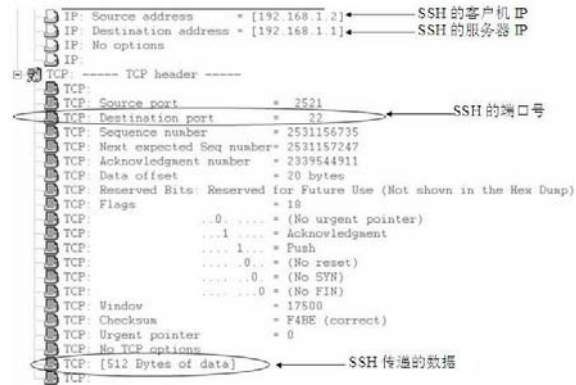 IP: Source address = [192.168.1.2] SSH 的客户机 IP
IP: Destination address = [192.168.1.1] SSH 的服务器 IP
IP: No options
IP:
TCP: ----- TCP header -----
TCP:
TCP: Source port = 2521
TCP: Destination port = 22 SSH 的端口号
TCP: Sequence number = 2531156735
TCP: Next expected Seq number= 2531157247
TCP: Acknowledgment number = 2339544911
TCP: Data offset = 20 bytes
TCP: Reserved Bits: Reserved for Future Use (Not shown in the Hex Dump)
TCP: Flags = 18
TCP: ..0. .... = (No urgent pointer)
TCP: ...1 .... = Acknowledgment
TCP: .... 1... = Push
TCP: .... .0.. = (No reset)
TCP: .... ..0. = (No SYN)
TCP: .... ...0 = (No FIN)
TCP: Window = 17500
TCP: Checksum = F4BE (correct)
TCP: Urgent pointer = 0
TCP: No TCP options
TCP: [512 Bytes of data] SSH 传递的数据
TCP: